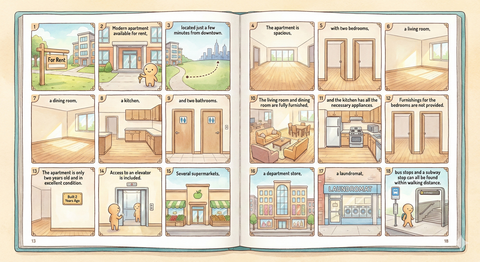 1
For Rent
2
Modern apartment
available for rent,
3
located just a few
minutes from downtown.
4
The apartment is
spacious,
5
with two bedrooms,
6
a living room,
7
a dining room.
8
a kitchen.
9
and two bathrooms.
10
The living room and dining
room are fully furnished,
11
and the kitchen has all the
necessary appliances.
12
Furnishings for the
bedrooms are not provided.
13
The apartment is only
two years old and in
excellent condition.
Built 2
Years Ago
14
Access to an elevator
is included.
15
Several supermarkets,
16
a department store,
17
a laundromat,
18
bus stops and a subway
stop can all be found
within walking distance.